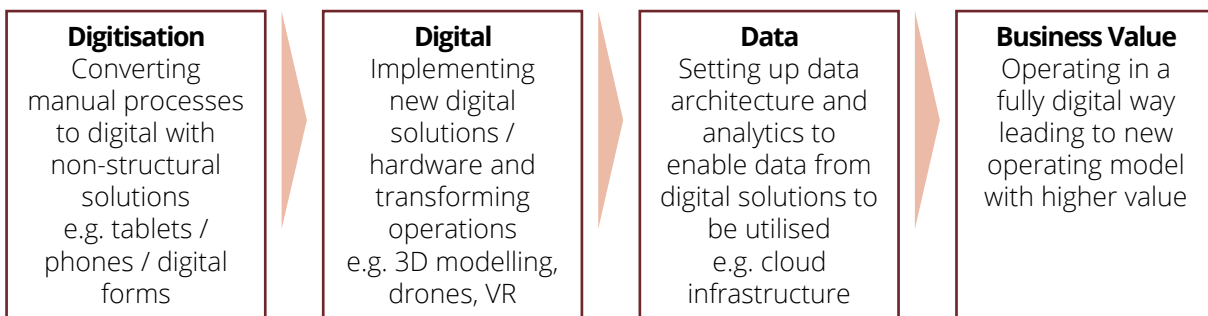 Digitisation
Converting
manual processes
to digital with
non-structural
solutions
e.g. tablets /
phones / digital
forms
Digital
Implementing
new digital
solutions /
hardware and
transforming
operations
e.g. 3D modelling,
drones, VR
Data
Setting up data
architecture and
analytics to
enable data from
digital solutions to
be utilised
e.g. cloud
infrastructure
Business Value
Operating in a
fully digital way
leading to new
operating model
with higher value